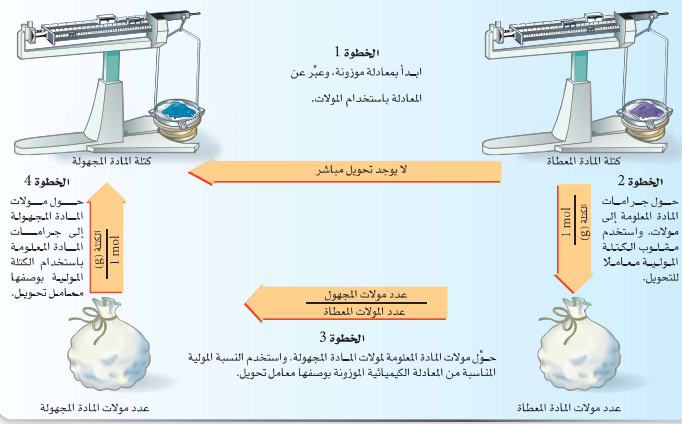 الخطوة 1
ابدأ بمعادلة موزونة، وعبِّر عن
المعادلة باستخدام المولات.
كتلة المادة المعطاة
كتلة المادة المجهولة
لا يوجد تحويل مباشر
الخطوة 2
حول جرامات
المادة المعلومة إلى
مولات. واستخدم
مقلوب الكتلة
المولية معاملًا
للتحويل.
1 mol
الكتلة (g)
عدد مولات المادة المعطاة
عدد مولات المجهول
عدد المولات المعطاة
الخطوة 3
حوِّل مولات المادة المعلومة لمولات المادة المجهولة. واستخدم النسبة المولية
المناسبة من المعادلة الكيميائية الموزونة بوصفها معامل تحويل.
الخطوة 4
حول مولات
المادة المجهولة
إلى جرامات
المادة المعلومة
باستخدام الكتلة
المولية بوصفها
معامل تحويل.
الكتلة (g)
1 mol
عدد مولات المادة المجهولة